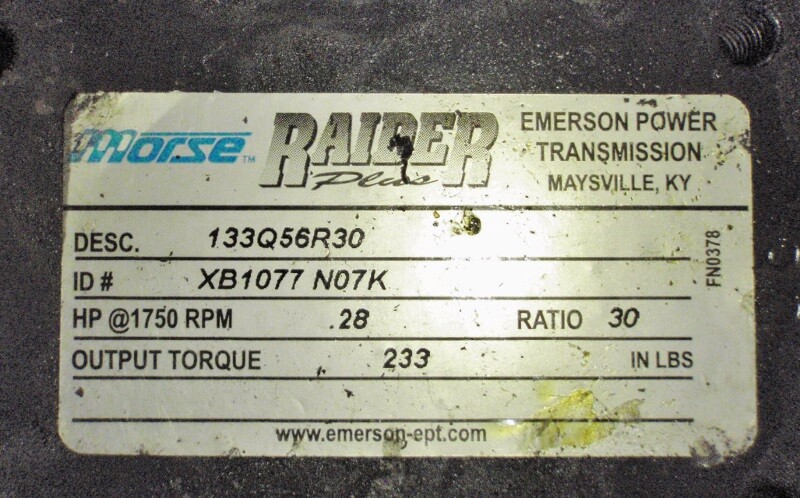 Morse™ RAIDER Plus
EMERSON POWER
TRANSMISSION
MAYSVILLE, KY
DESC. 133Q56R30
ID # XB1077 N07K
HP @1750 RPM .28 RATIO 30
OUTPUT TORQUE 233 IN LBS
FN0378
www.emerson-ept.com